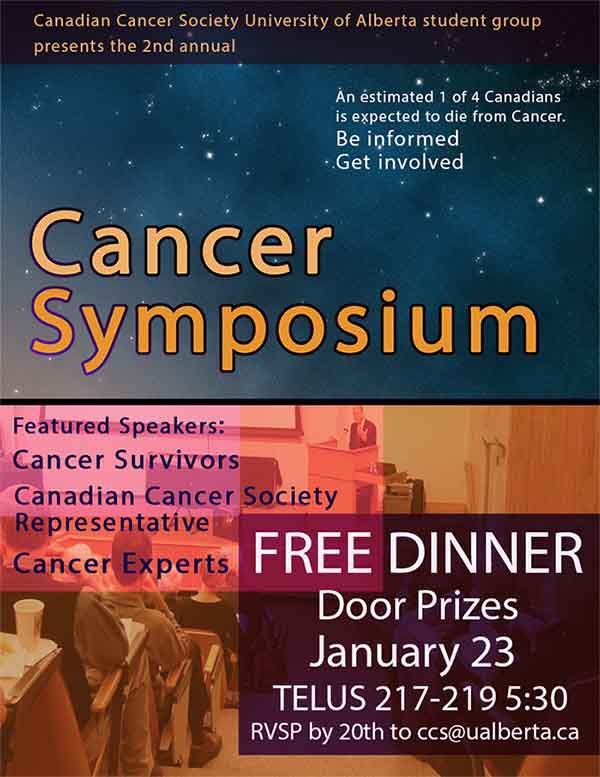 Canadian Cancer Society University of Alberta student group
presents the 2nd annual
An estimated 1 of 4 Canadians
is expected to die from Cancer.
Be informed
Get involved
Cancer
Symposium
Featured Speakers:
Cancer Survivors
Canadian Cancer Society
Representative
Cancer Experts
FREE DINNER
Door Prizes
January 23
TELUS 217-219 5:30
RVSP by 20th to ccs@ualberta.ca